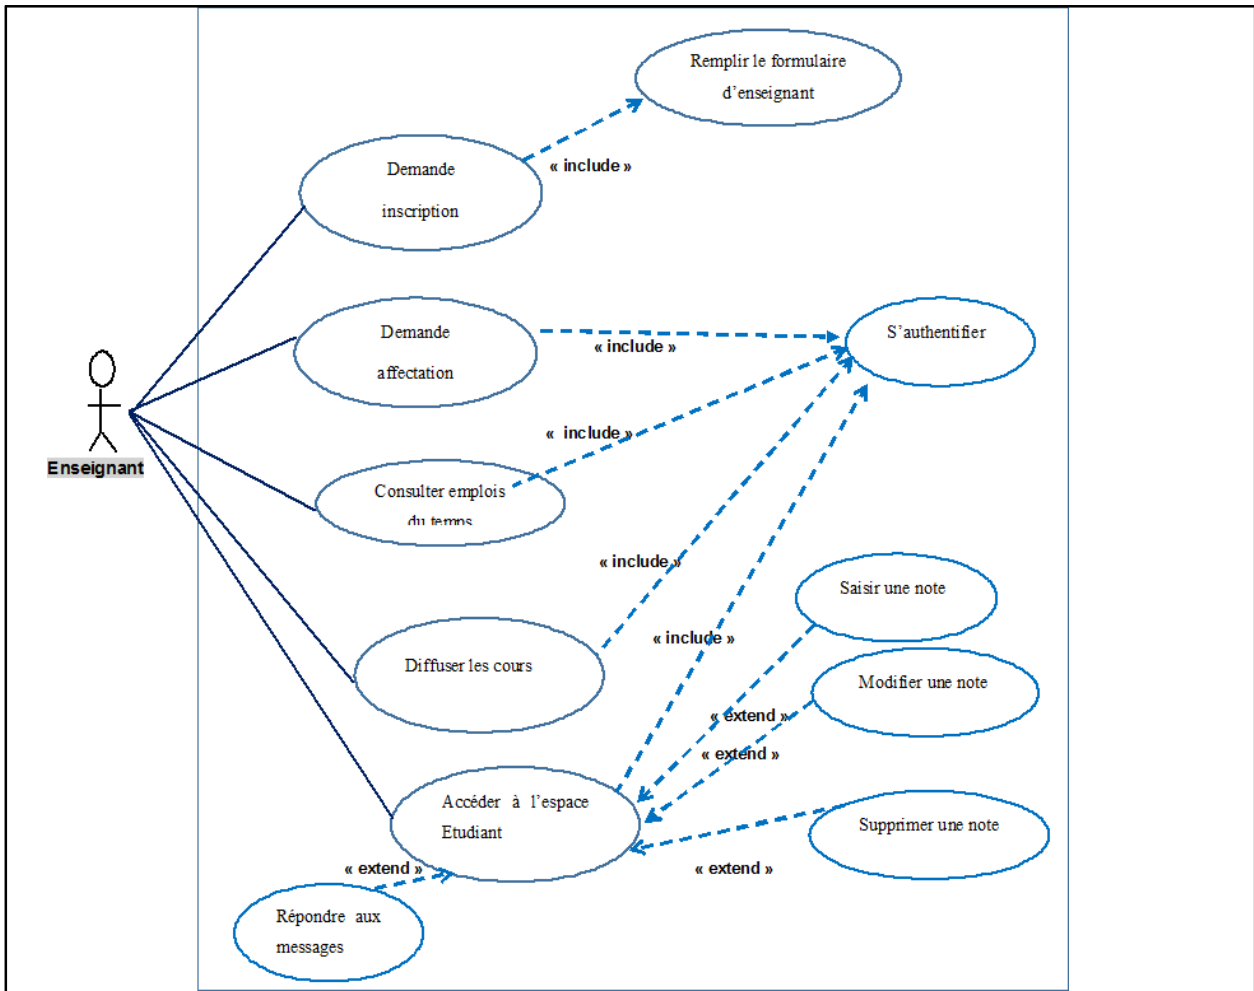 Remplir le formulaire
d’enseignant
« include »
Demande
inscription
Demande
affectation
« include »
S’authentifier
Enseignant
« include »
Consulter emplois
du temps
« include »
Saisir une note
« include »
Diffuser les cours
Modifier une note
« extend »
« extend »
Accéder à l’espace
Etudiant
Supprimer une note
« extend »
« extend »
Répondre aux
messages